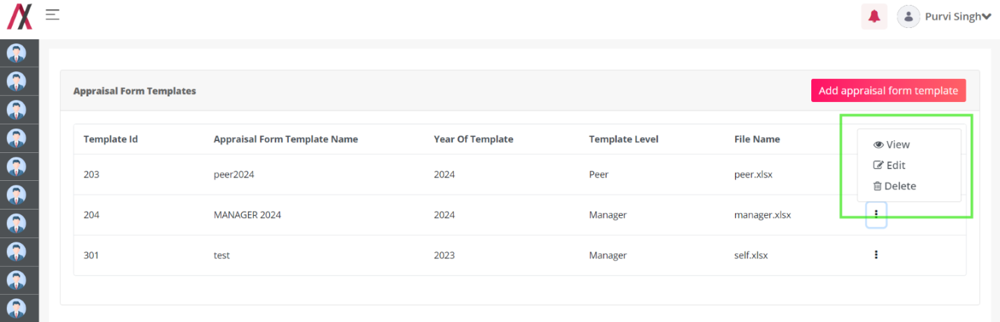 Purvi Singh
Appraisal Form Templates Add appraisal form template
Template Id Appraisal Form Template Name Year Of Template Template Level File Name
View
203 peer2024 2024 Peer peer.xlsx
Edit
Delete
204 MANAGER 2024 2024 Manager manager.xlsx
301 test 2023 Manager self.xlsx